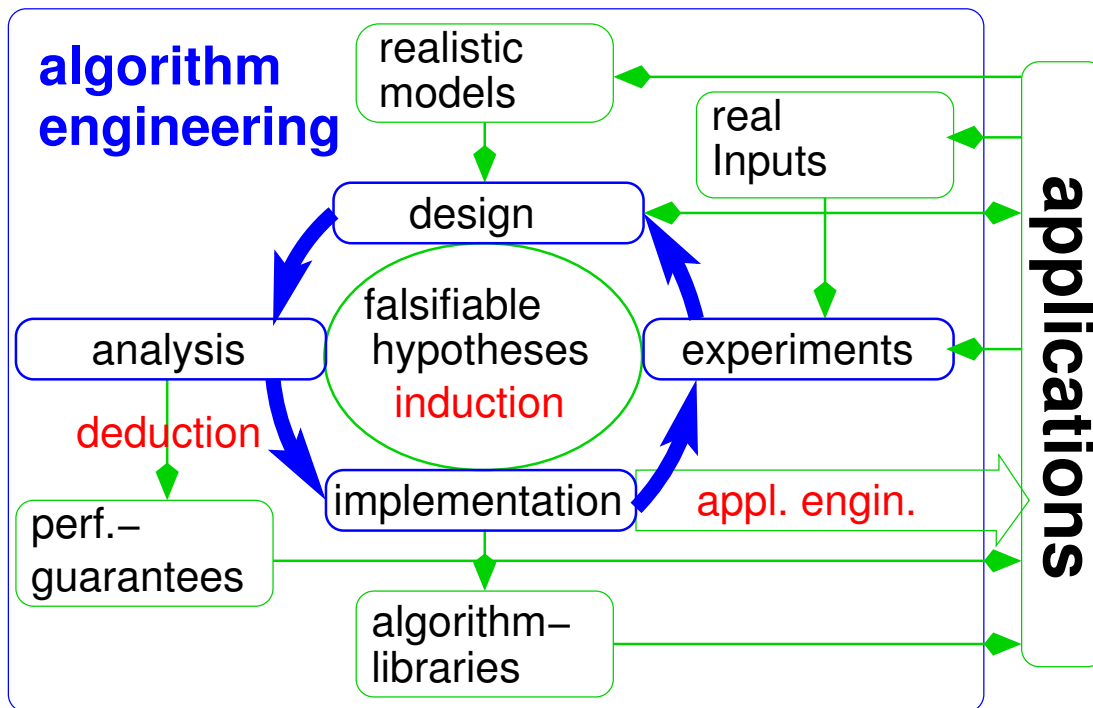 algorithm
engineering
realistic
models
real
Inputs
design
falsifiable
hypotheses
induction
analysis
experiments
deduction
implementation
appl. engin.
perf.–
guarantees
algorithm–
libraries
applications